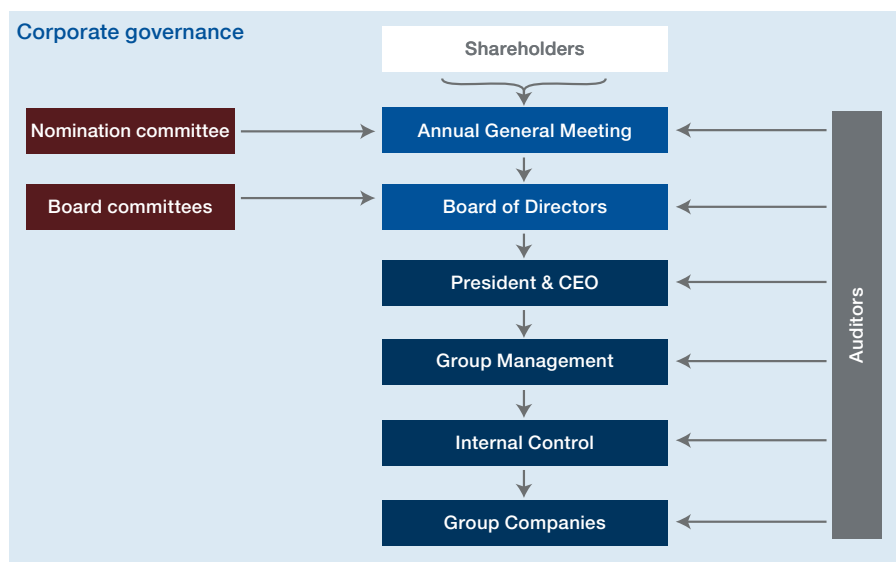 Corporate governance
Shareholders
Nomination committee
Annual General Meeting
Board committees
Board of Directors
President & CEO
Group Management
Internal Control
Group Companies
Auditors